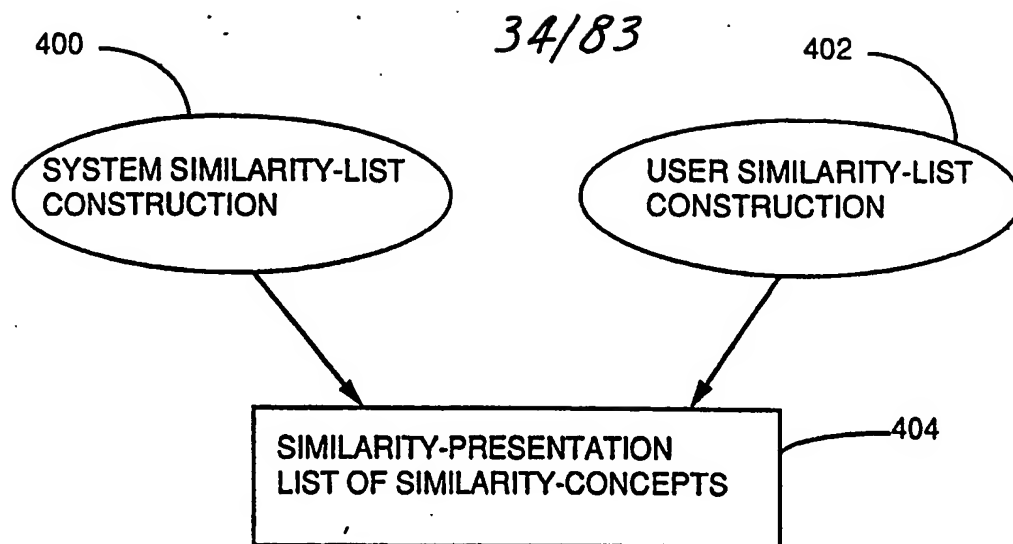 34/83
400
402
SYSTEM SIMILARITY-LIST
CONSTRUCTION
USER SIMILARITY-LIST
CONSTRUCTION
SIMILARITY-PRESENTATION
LIST OF SIMILARITY-CONCEPTS
404